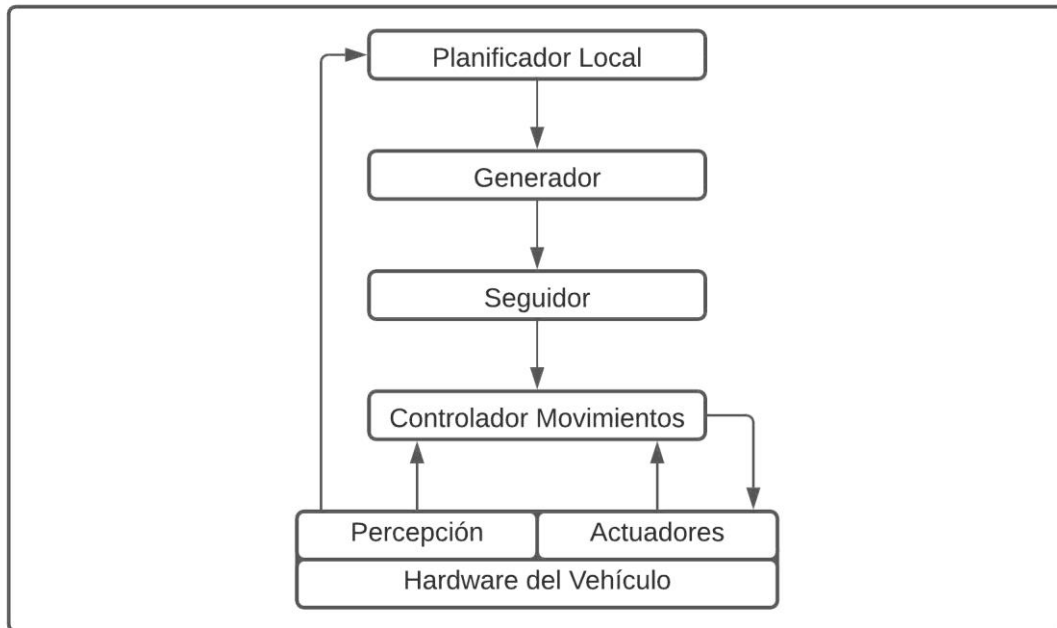 Planificador Local
Generador
Seguidor
Controlador Movimientos
Percepción
Actuadores
Hardware del Vehículo